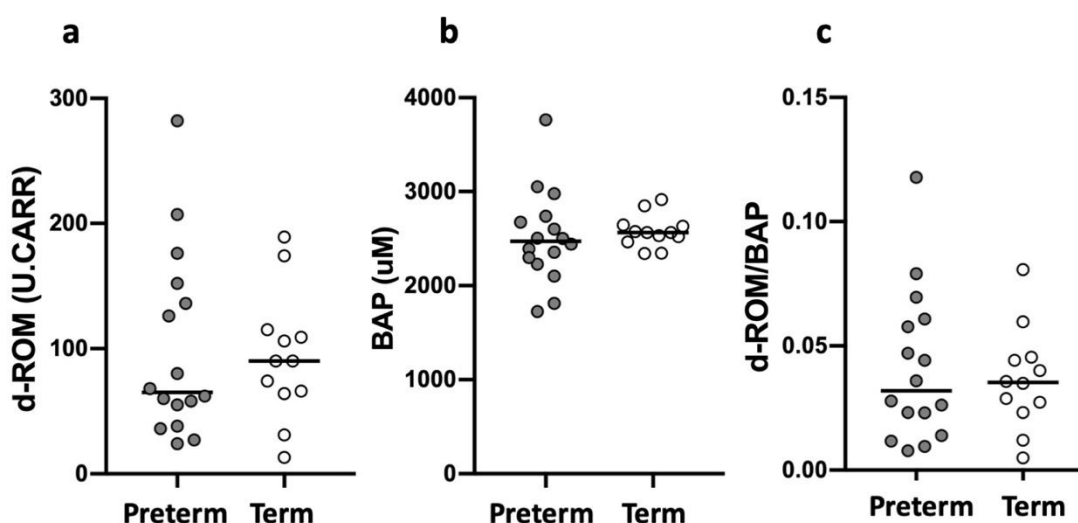 a
d-ROM (U.CARR)
300
200
100
0
Preterm Term
b
BAP (uM)
4000
3000
2000
1000
0
Preterm Term
c
d-ROM/BAP
0.15
0.10
0.05
0.00
Preterm Term